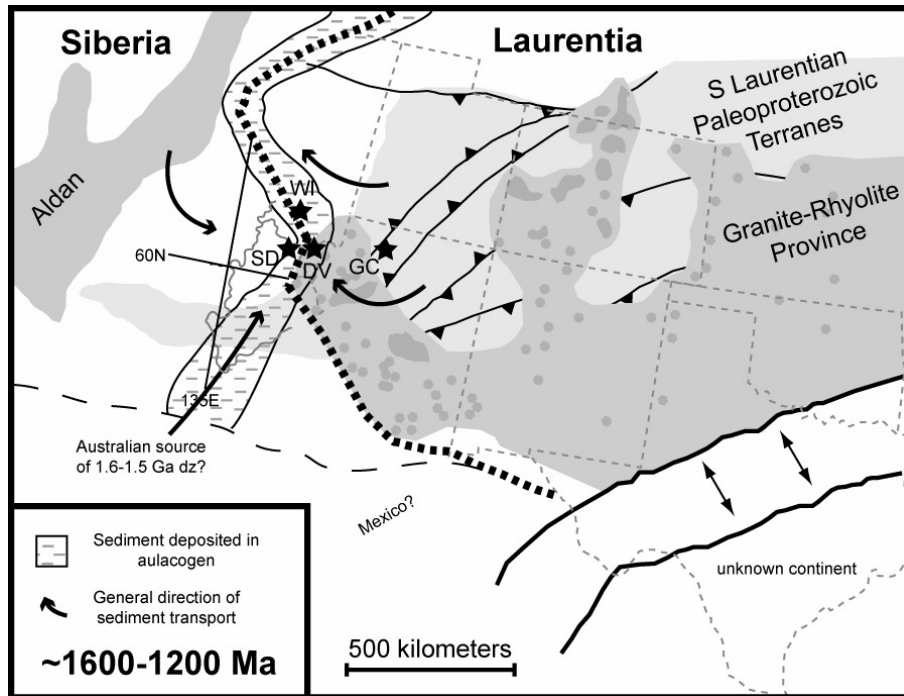 Siberia
Laurentia
S Laurentian
Paleoproterozoic
Terranes
Aldan
WI
Granite-Rhyolite
Province
60N
SD
DV
GC
135E
Australian source
of 1.6-1.5 Ga dz?
Mexico?
unknown continent
Sediment deposited in
aulacogen
General direction of
sediment transport
~1600-1200 Ma
500 kilometers